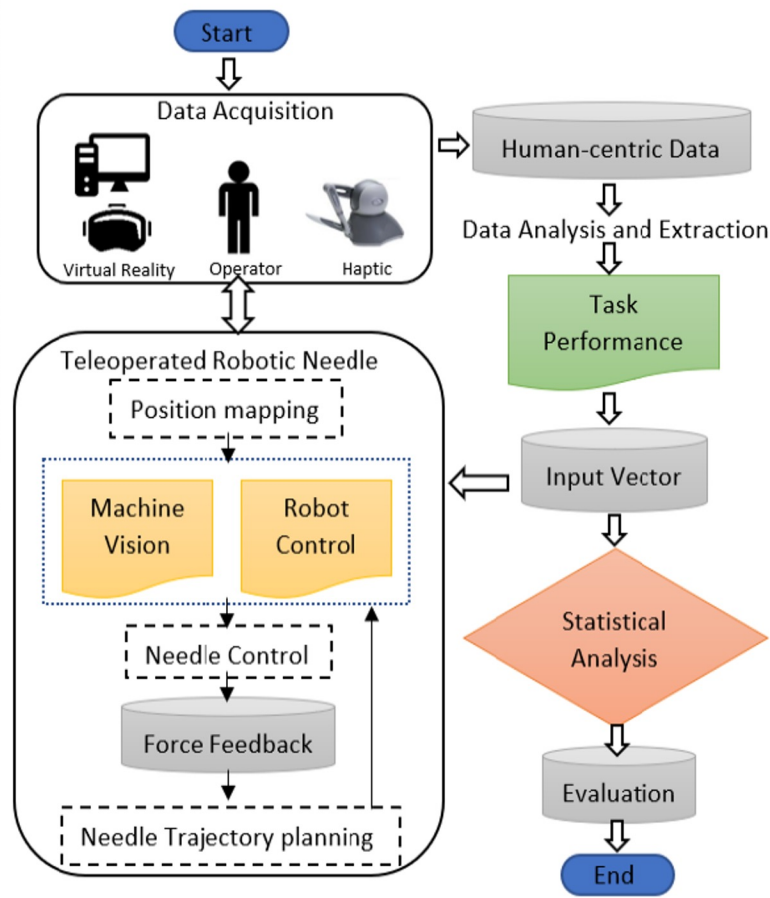 Start
Data Acquisition
Virtual Reality
Operator
Haptic
Human-centric Data
Data Analysis and Extraction
Task
Performance
Input Vector
Statistical
Analysis
Evaluation
End
Teleoperated Robotic Needle
Position mapping
Machine
Vision
Robot
Control
Needle Control
Force Feedback
Needle Trajectory planning